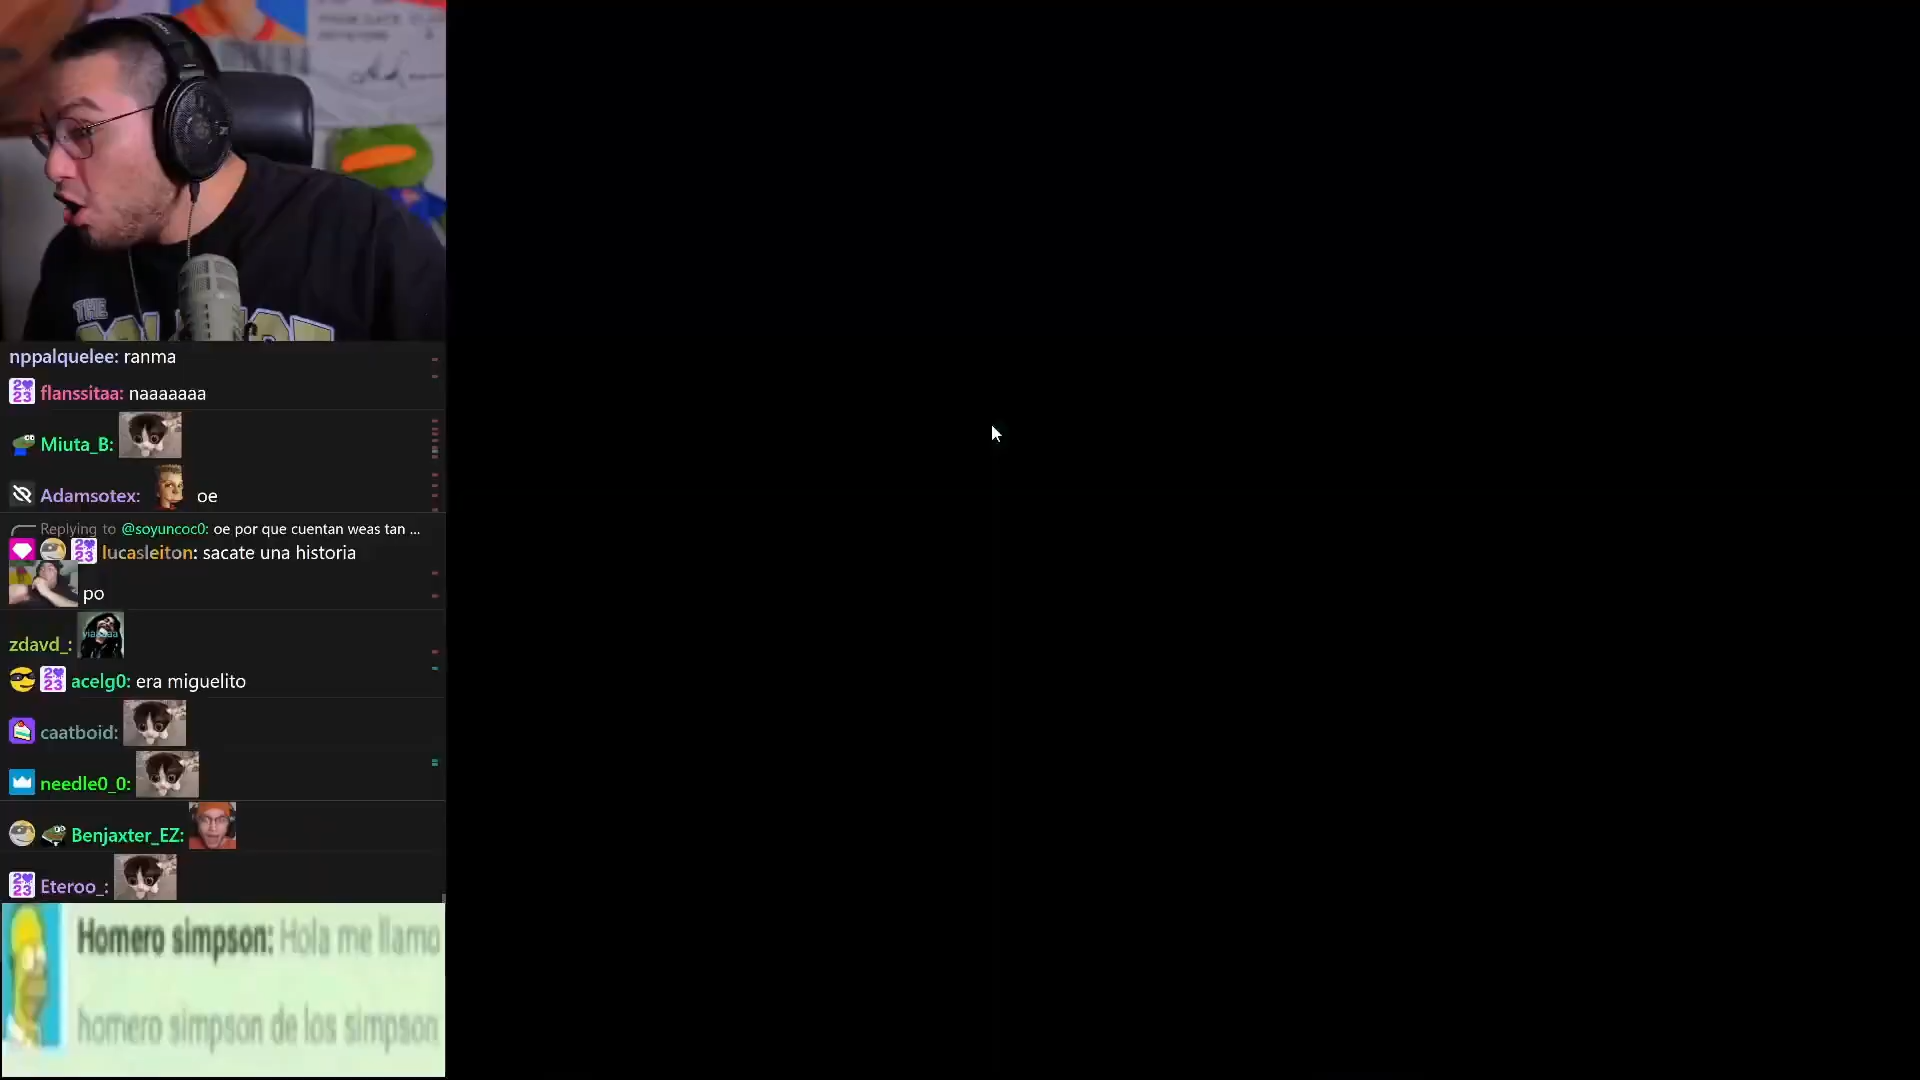 THE
nppalquelee: ranma
flanssitaa: naaaaaaa
Miuta_B:
Adamsotex: oe
Replying to @soyuncoc0: oe por que cuentan weas tan ...
lucasleiton: sacate una historia
po
zdavd_:
acelg0: era miguelito
caatboid:
needle0_0:
Benjaxter_EZ:
Eteroo_:
Homero simpson: Hola me llamo
homero simpson de los simpson